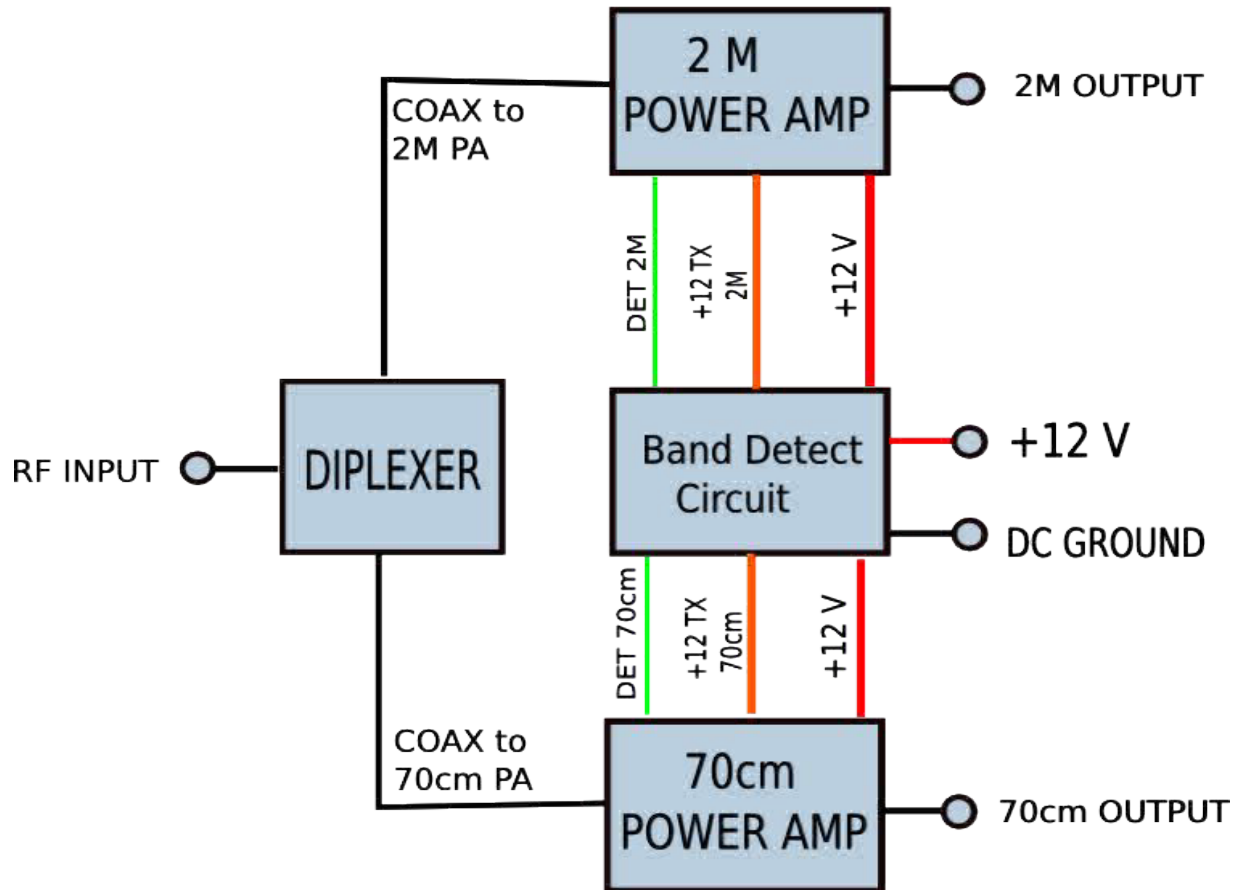 2 M
POWER AMP
2M OUTPUT
COAX to
2M PA
DET 2M
+12 TX
2M
+12 V
RF INPUT
DIPLEXER
Band Detect
Circuit
+12 V
DC GROUND
DET 70cm
+12 TX
70cm
+12 V
COAX to
70cm PA
70cm
POWER AMP
70cm OUTPUT